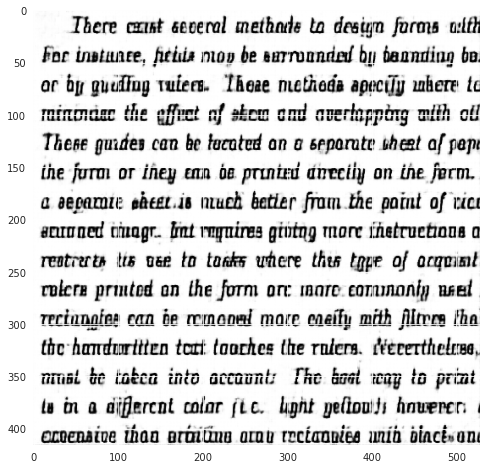 0
50
100
150
200
250
300
350
400
There exist several methods to design forms with
For instance, fields may be surrounded by bounding bo
or by guiding rulers. These methods specify where to
minimise the effect of skew and overlapping with ot
These guides can be located on a separate sheet of pap
the form or they can be printed directly on the form.
a separate sheet is much better from the point of vie
scanned image, but requires giving more instructions a
restricts its use to tasks where this type of acquisit
rulers printed on the form are more commonly used
rectangles can be removed more easily with filters tha
the handwritten text touches the rulers. Nevertheless,
must be taken into account: The best way to print
is in a different color (i.e. light yellow); however,
expensive than printing gray rectangles with black and
0 100 200 300 400 500